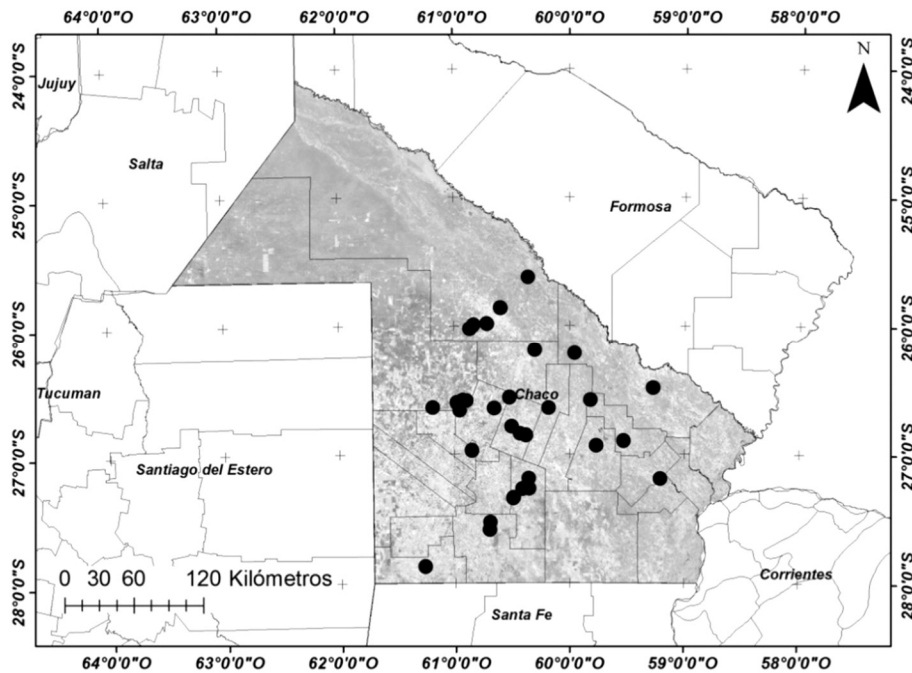 64°0'0"O 63°0'0"O 62°0'0"O 61°0'0"O 60°0'0"O 59°0'0"O 58°0'0"O
N
24°0'0"S 24°0'0"S
Jujuy
Salta
25°0'0"S 25°0'0"S
Formosa
26°0'0"S 26°0'0"S
Tucuman
Chaco
27°0'0"S 27°0'0"S
Santiago del Estero
0 30 60 120 Kilómetros
Corrientes
28°0'0"S 28°0'0"S
Santa Fe
64°0'0"O 63°0'0"O 62°0'0"O 61°0'0"O 60°0'0"O 59°0'0"O 58°0'0"O